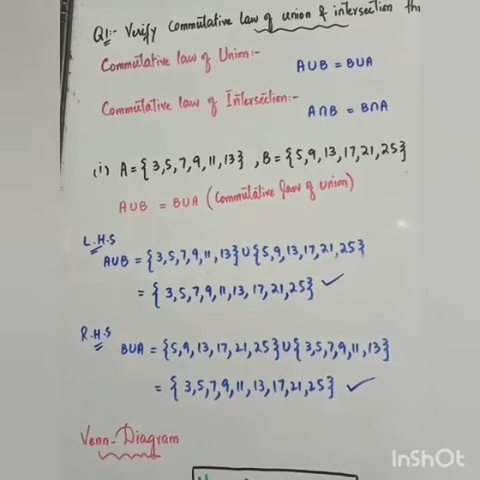 Q1:- Verify Commutative law of union & intersection
Commutative law of Union:-
A∪B = B∪A
Commutative law of Intersection:-
A∩B = B∩A
(i) A={3,5,7,9,11,13} , B={5,9,13,17,21,25}
A∪B = B∪A (Commutative law of union)
L.H.S
A∪B = {3,5,7,9,11,13}∪{5,9,13,17,21,25}
= {3,5,7,9,11,13,17,21,25} ✓
R.H.S
B∪A = {5,9,13,17,21,25}∪{3,5,7,9,11,13}
= {3,5,7,9,11,13,17,21,25} ✓
Venn-Diagram
InShOt